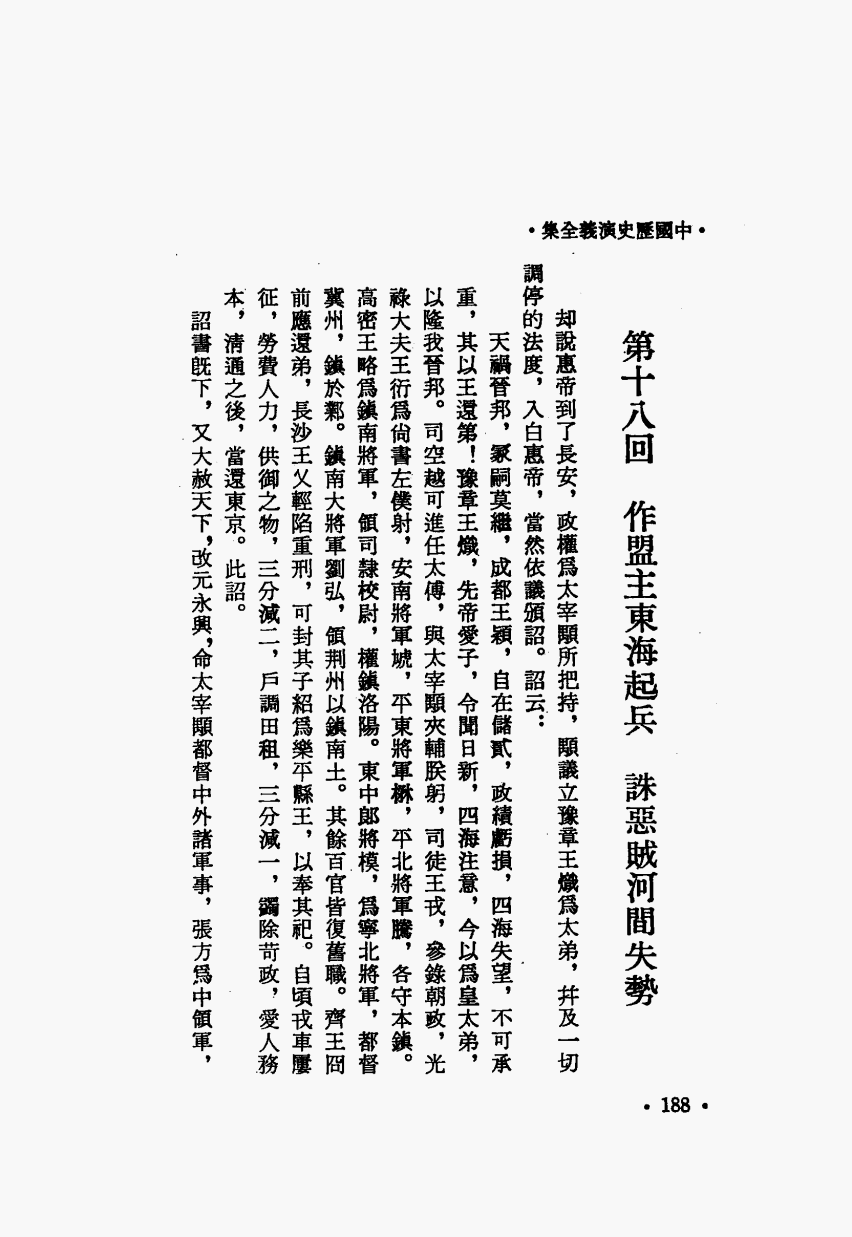 •中國歷史演義全集•
第十八回　作盟主東海起兵　誅惡賊河間失勢
却說惠帝到了長安，政權爲太宰顒所把持，顒議立豫章王熾爲太弟，幷及一切
調停的法度，入白惠帝，當然依議頒詔。詔云：
天禍晉邦，冢嗣莫繼，成都王穎，自在儲貳，政績虧損，四海失望，不可承
重，其以王還第！豫章王熾，先帝愛子，令聞日新，四海注意，今以爲皇太弟，
以隆我晉邦。司空越可進任太傅，與太宰顒夾輔朕躬，司徒王戎，參錄朝政，光
祿大夫王衍爲尙書左僕射，安南將軍虓，平東將軍楙，平北將軍騰，各守本鎮。
高密王略爲鎮南將軍，領司隸校尉，權鎮洛陽。東中郎將模，爲寧北將軍，都督
冀州，鎮於鄴。鎮南大將軍劉弘，領荆州以鎮南土。其餘百官皆復舊職。齊王冏
前應還弟，長沙王乂輕陷重刑，可封其子紹爲樂平縣王，以奉其祀。自頃戎車屢
征，勞費人力，供御之物，三分減二，戶調田租，三分減一，蠲除苛政，愛人務
本，清通之後，當還東京。此詔。
詔書旣下，又大赦天下，改元永興，命太宰顒都督中外諸軍事，張方爲中領軍，
•188•